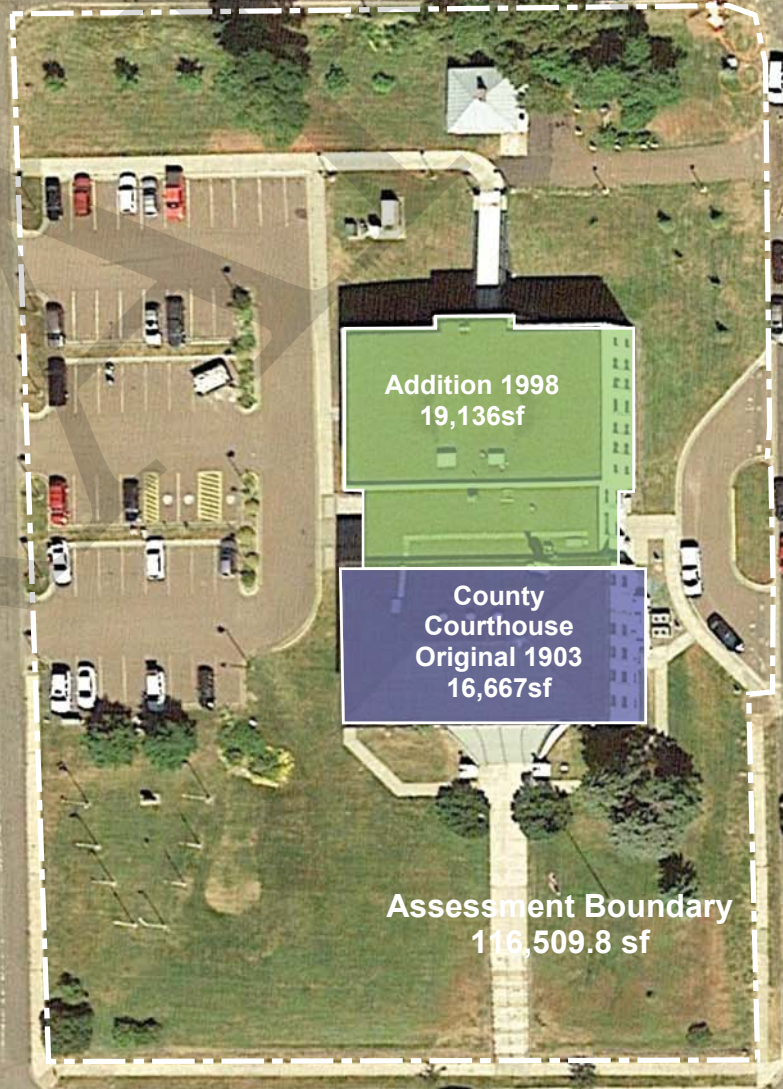 Addition 1998
19,136sf
County
Courthouse
Original 1903
16,667sf
Assessment Boundary
116,509.8 sf